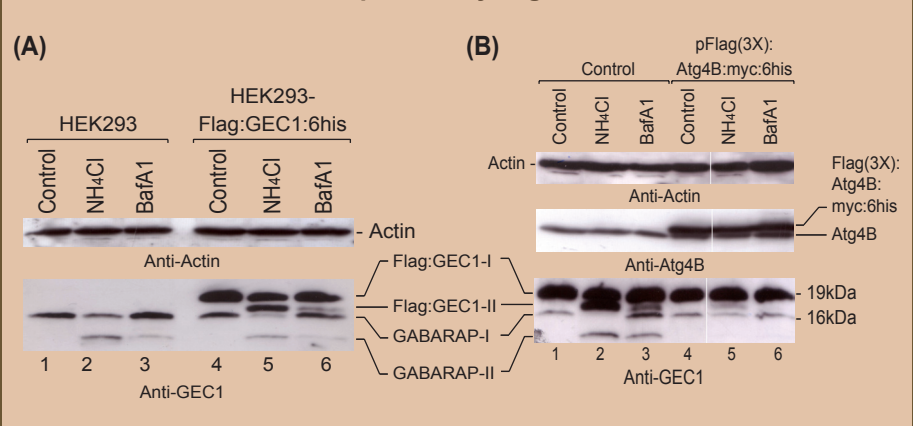 (A)
HEK293
HEK293-
Flag:GEC1:6his
Control
NH4Cl
BafA1
Control
NH4Cl
BafA1
Actin
Anti-Actin
Flag:GEC1-I
Flag:GEC1-II
GABARAP-I
GABARAP-II
1 2 3 4 5 6
Anti-GEC1
(B)
pFlag(3X):
Control
Atg4B:myc:6his
Control
NH4Cl
BafA1
Control
NH4Cl
BafA1
Actin
Anti-Actin
Flag(3X):
Atg4B:
myc:6his
Atg4B
Anti-Atg4B
19kDa
16kDa
1 2 3 4 5 6
Anti-GEC1